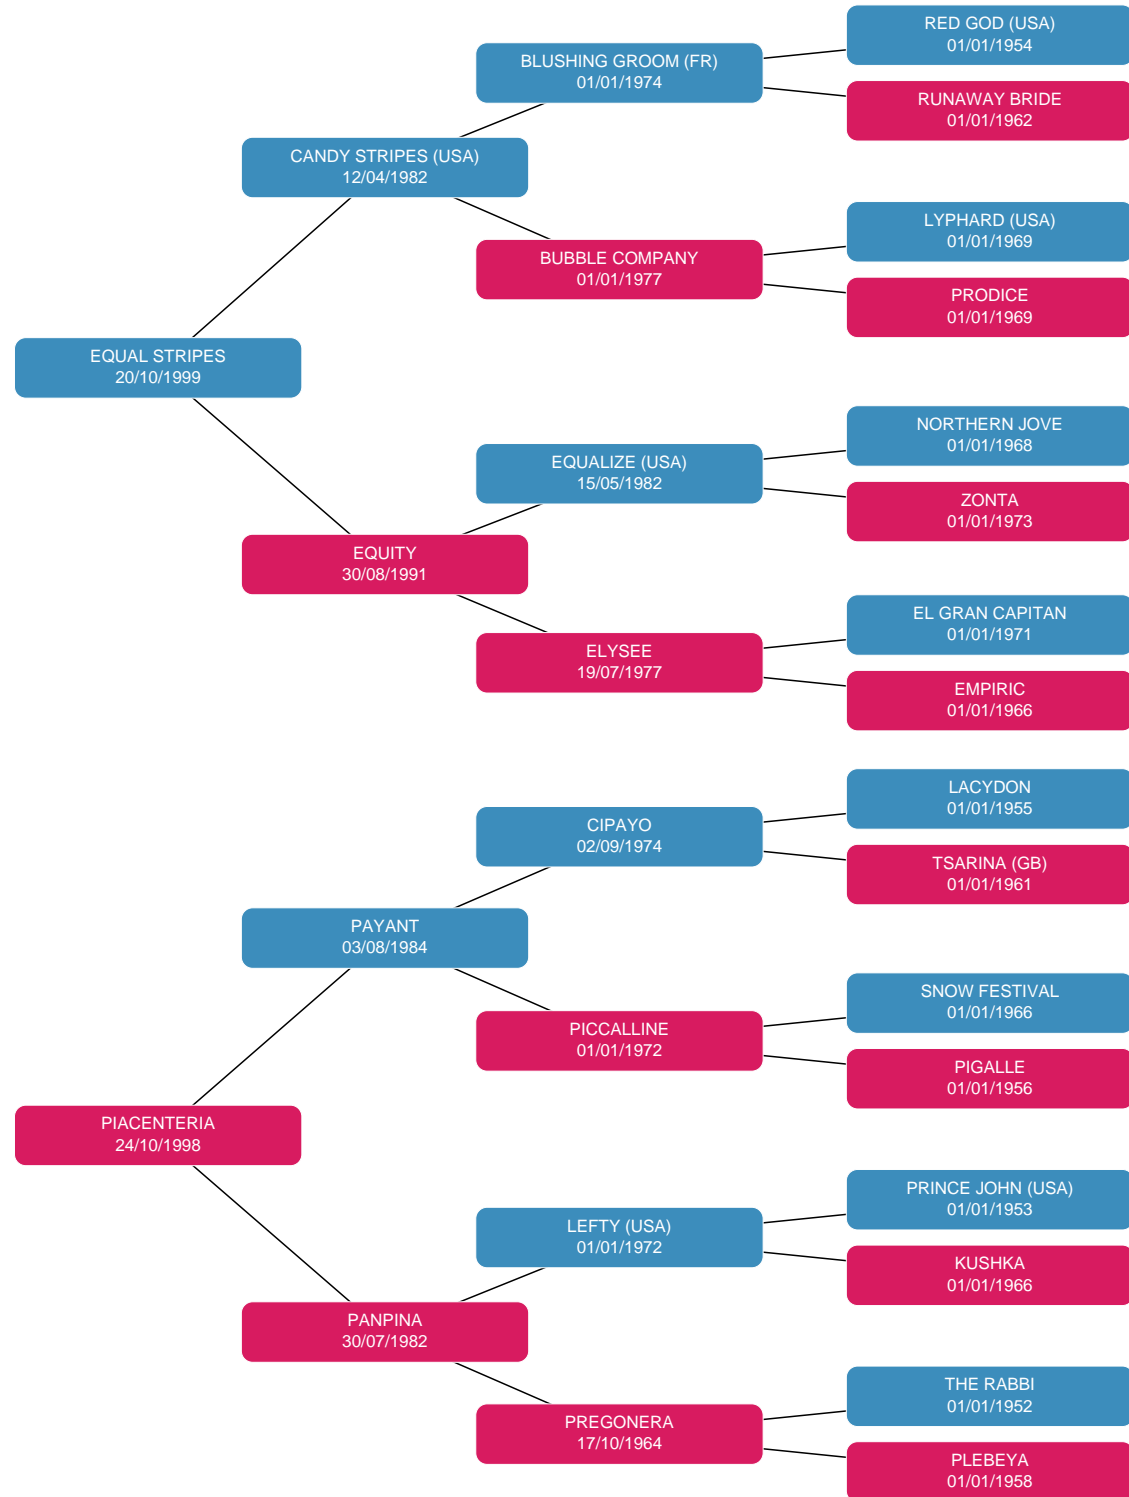 RED GOD (USA)
01/01/1954
BLUSHING GROOM (FR)
01/01/1974
RUNAWAY BRIDE
01/01/1962
CANDY STRIPES (USA)
12/04/1982
LYPHARD (USA)
01/01/1969
BUBBLE COMPANY
01/01/1977
PRODICE
01/01/1969
EQUAL STRIPES
20/10/1999
NORTHERN JOVE
01/01/1968
EQUALIZE (USA)
15/05/1982
ZONTA
01/01/1973
EQUITY
30/08/1991
EL GRAN CAPITAN
01/01/1971
ELYSEE
19/07/1977
EMPIRIC
01/01/1966
LACYDON
01/01/1955
CIPAYO
02/09/1974
TSARINA (GB)
01/01/1961
PAYANT
03/08/1984
SNOW FESTIVAL
01/01/1966
PICCALLINE
01/01/1972
PIGALLE
01/01/1956
PIACENTERIA
24/10/1998
PRINCE JOHN (USA)
01/01/1953
LEFTY (USA)
01/01/1972
KUSHKA
01/01/1966
PANPINA
30/07/1982
THE RABBI
01/01/1952
PREGONERA
17/10/1964
PLEBEYA
01/01/1958